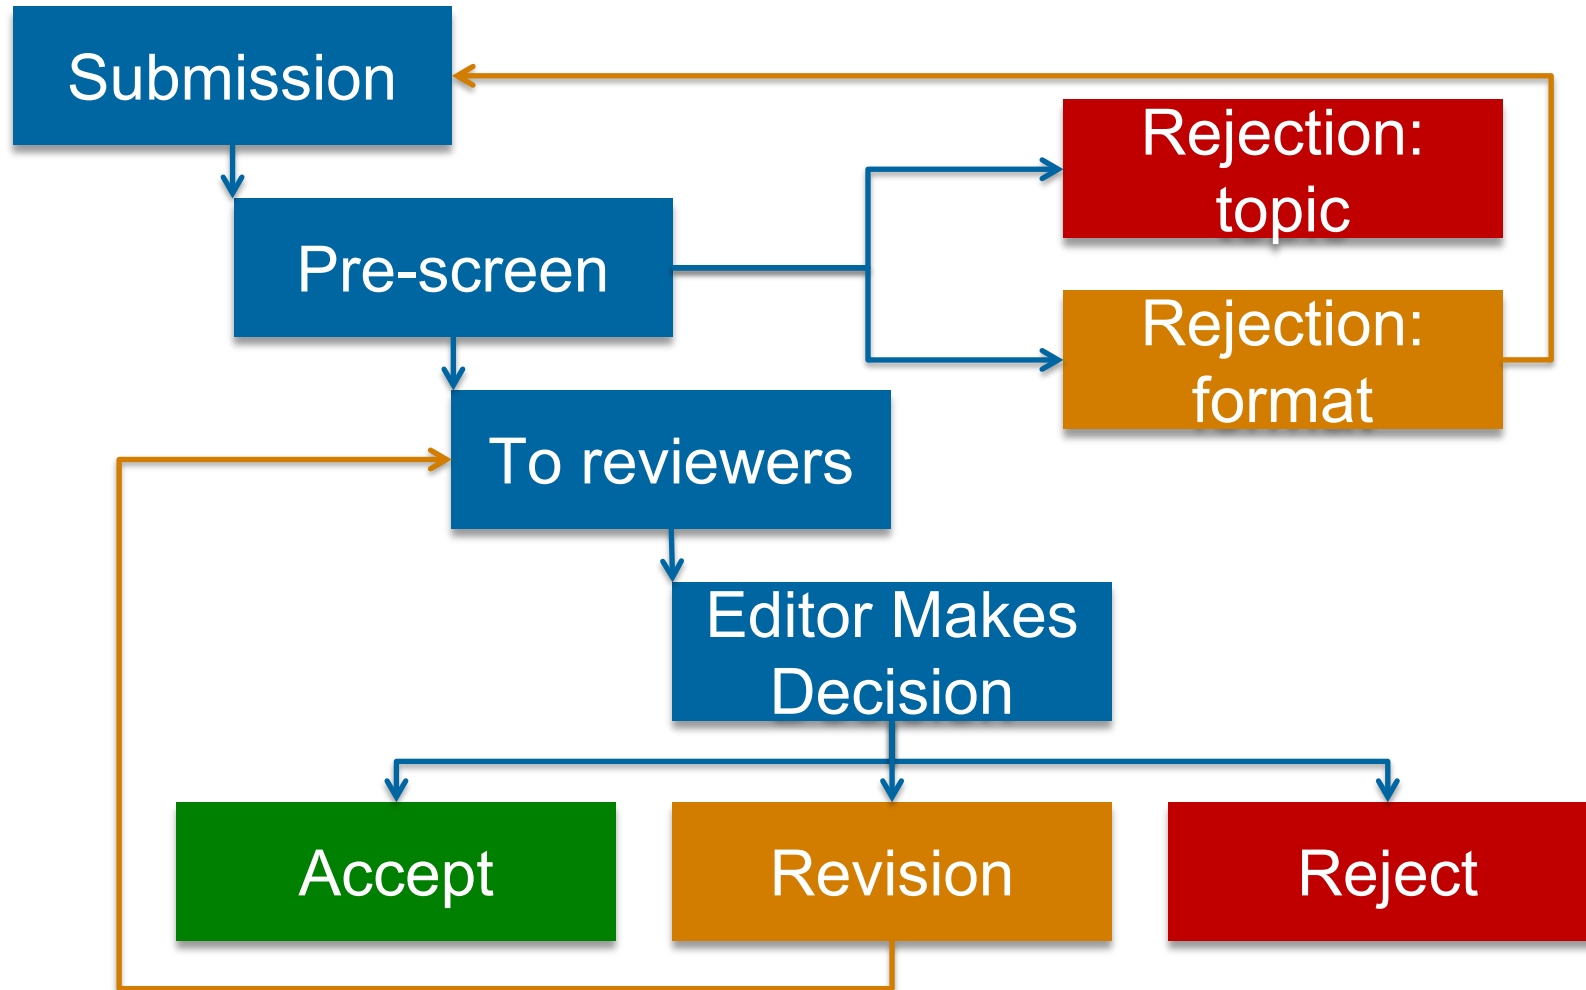 Submission
Rejection:
topic
Pre-screen
Rejection:
format
To reviewers
Editor Makes
Decision
Accept
Revision
Reject